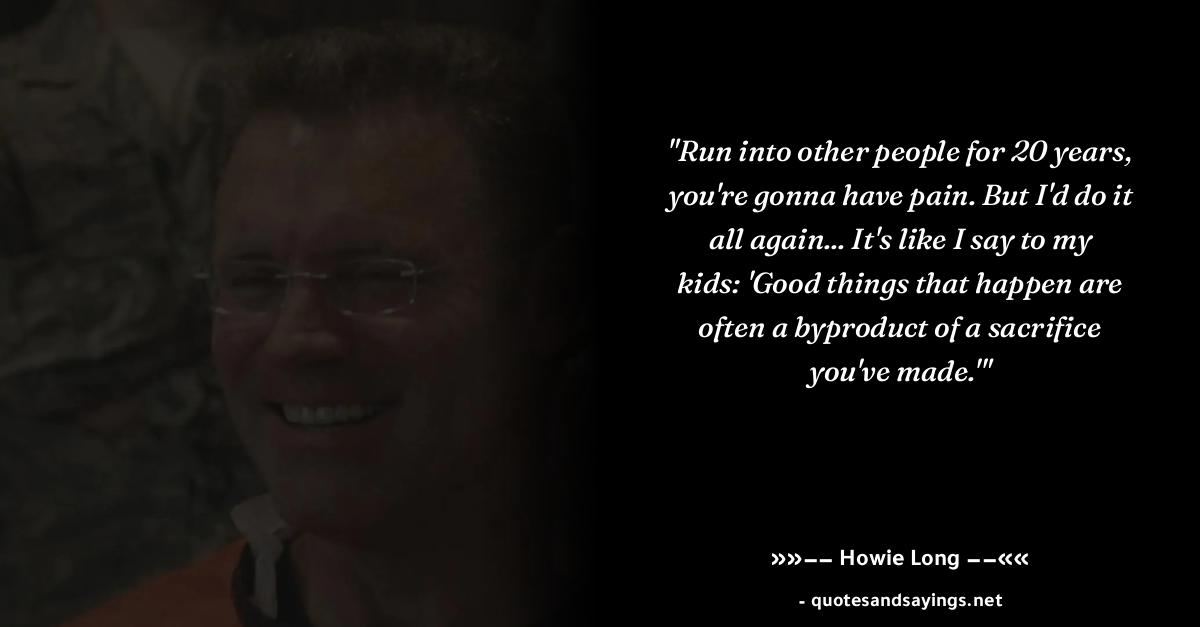 "Run into other people for 20 years,
you're gonna have pain. But I'd do it
all again... It's like I say to my
kids: 'Good things that happen are
often a byproduct of a sacrifice
you've made.'"
»»−− Howie Long −−««
- quotesandsayings.net